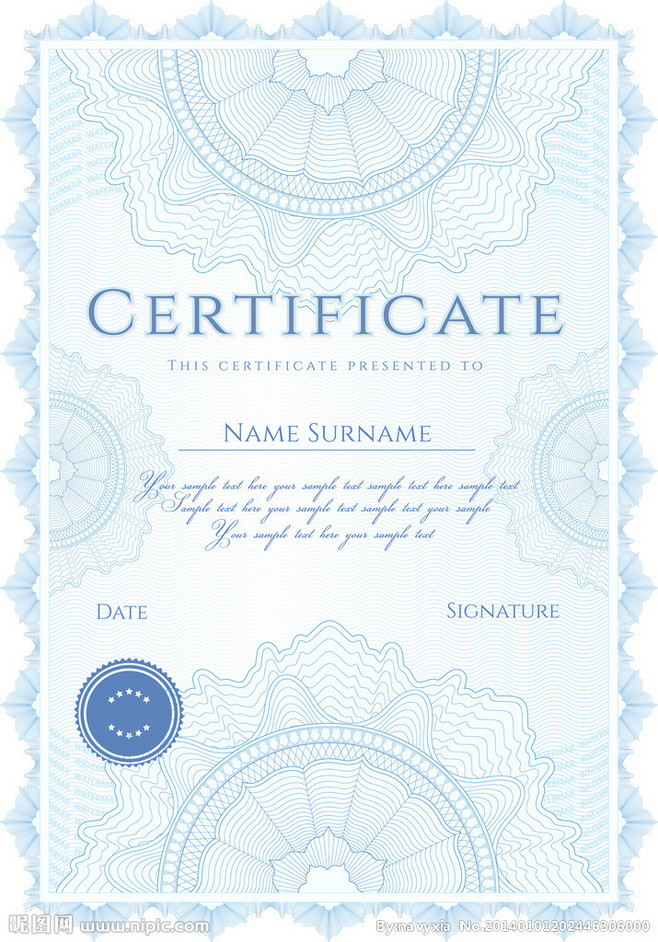 CERTIFICATE
THIS CERTIFICATE PRESENTED TO
NAME SURNAME
Your sample text here your sample text sample text here sample text
Sample text here your sample text sample text your sample
Your sample text here your sample text
DATE
SIGNATURE
昵图网 www.nipic.com
By:navyxia No.20140101202446306000